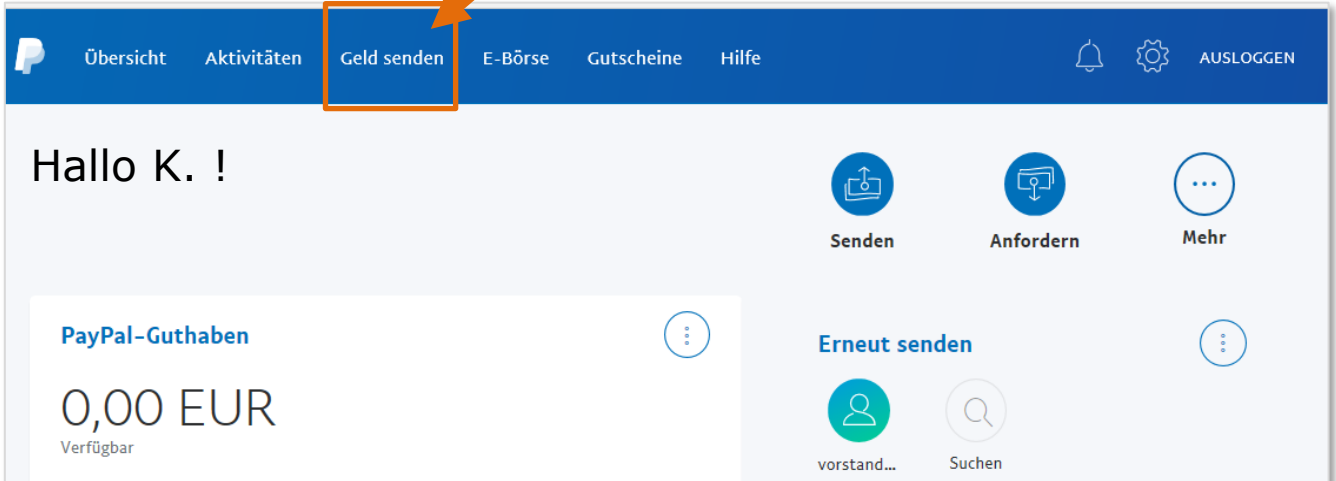 Übersicht Aktivitäten Geld senden E-Börse Gutscheine Hilfe AUSLOGGEN
Hallo K. !
Senden Anfordern Mehr
PayPal-Guthaben
0,00 EUR
Verfügbar
Erneut senden
vorstand... Suchen